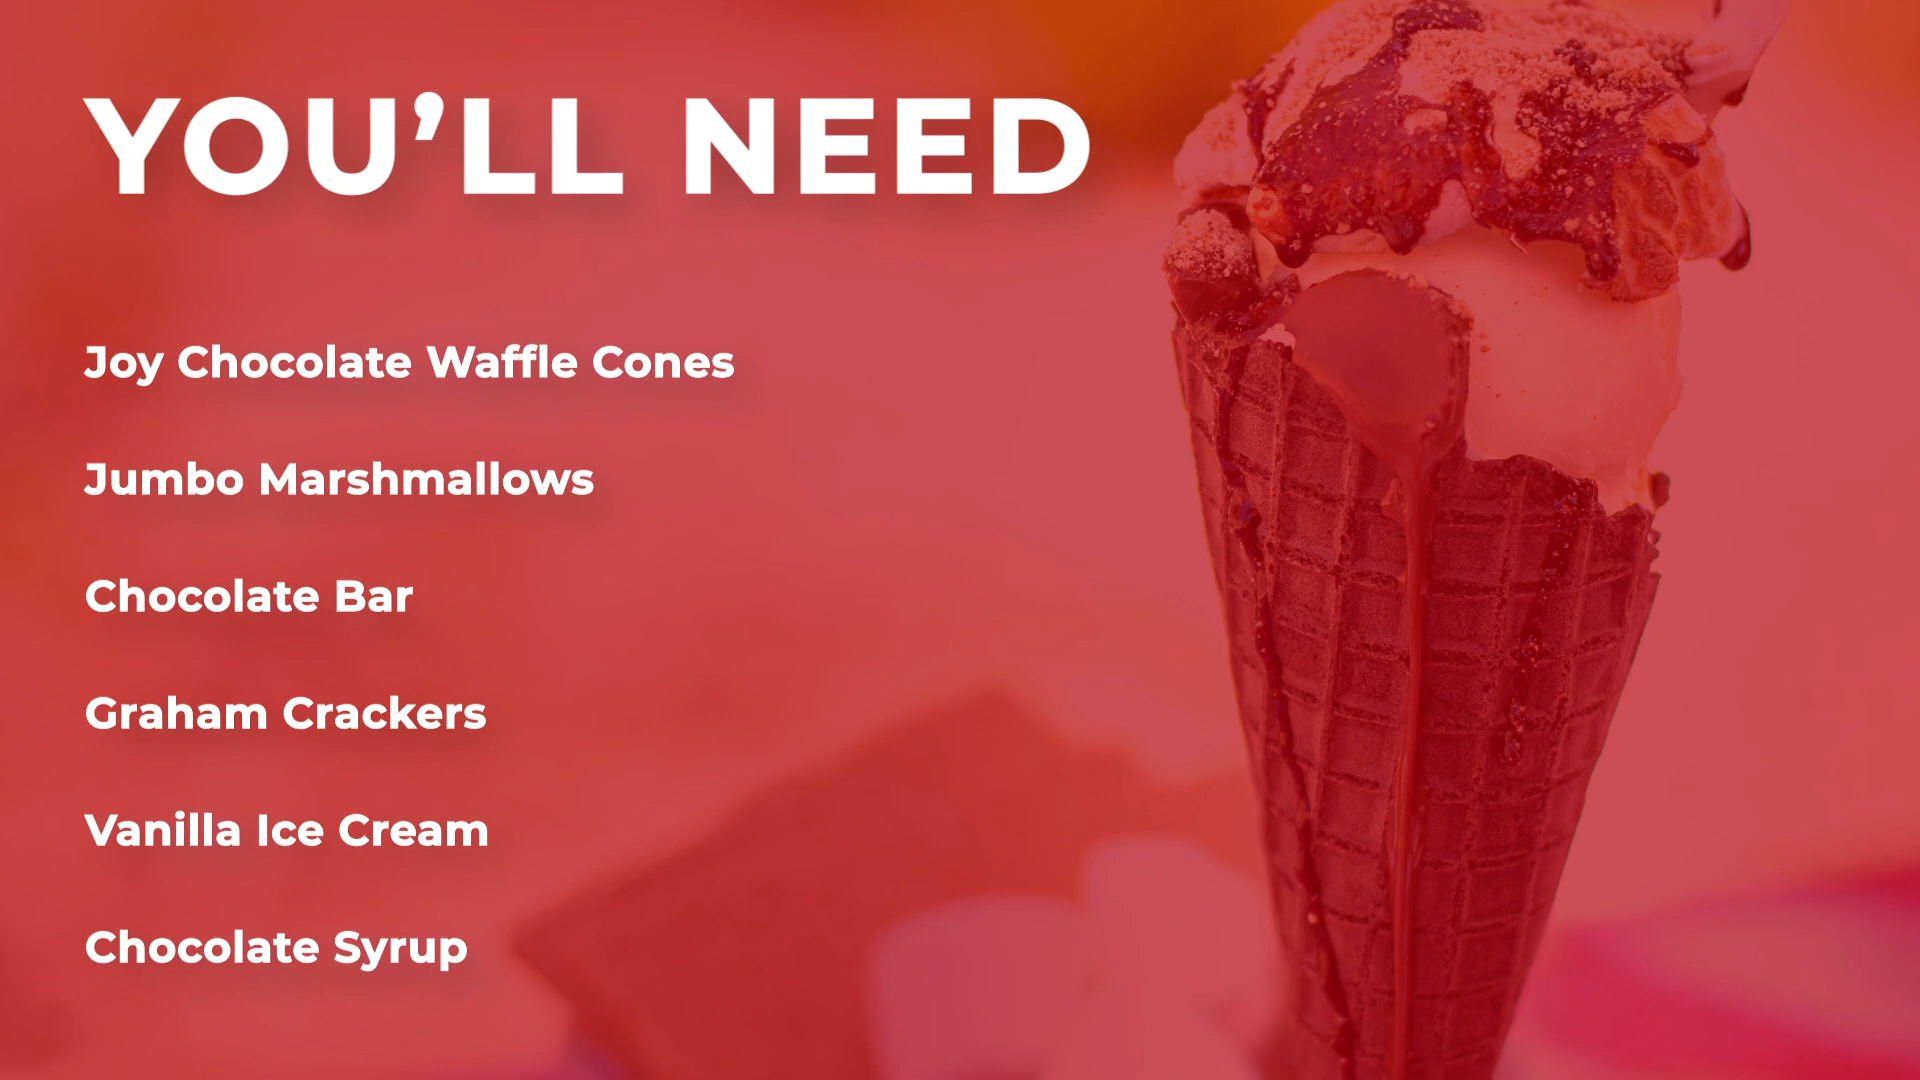 YOU’LL NEED
Joy Chocolate Waffle Cones
Jumbo Marshmallows
Chocolate Bar
Graham Crackers
Vanilla Ice Cream
Chocolate Syrup